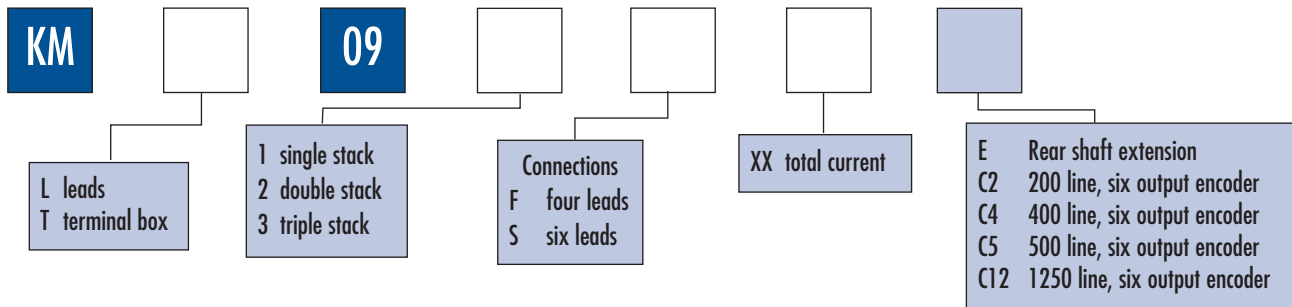 KM
09
L leads
T terminal box
1 single stack
2 double stack
3 triple stack
Connections
F four leads
S six leads
XX total current
E Rear shaft extension
C2 200 line, six output encoder
C4 400 line, six output encoder
C5 500 line, six output encoder
C12 1250 line, six output encoder